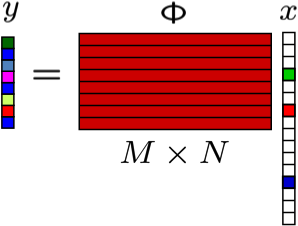 y = Φ x
M × N